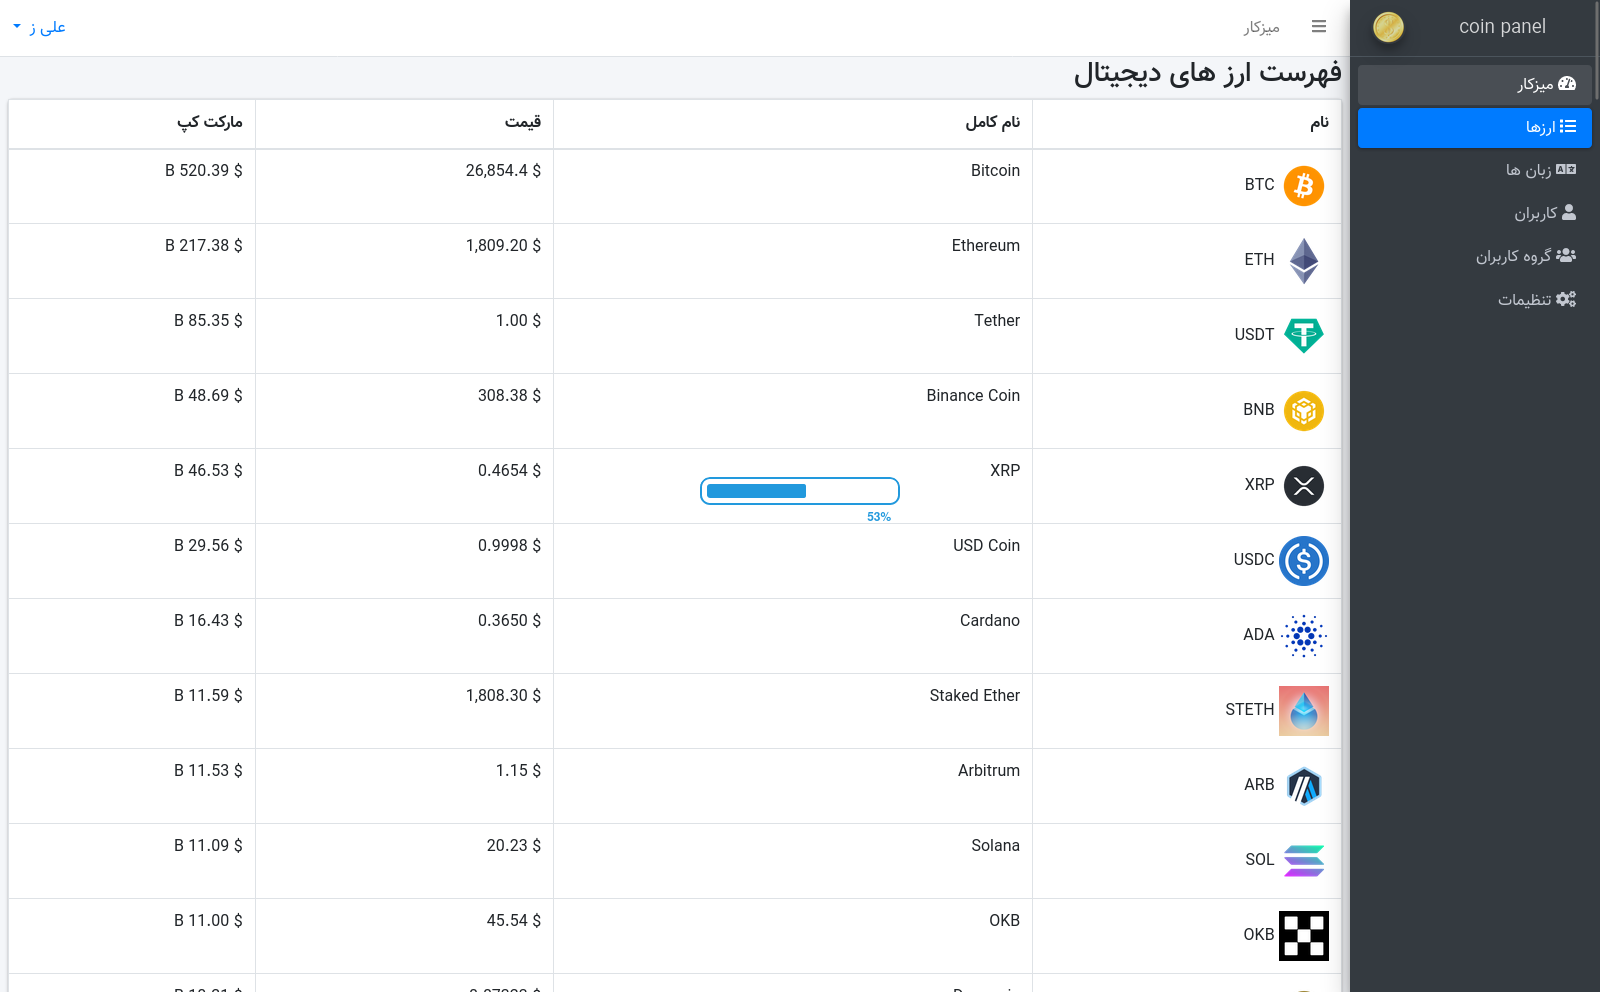 coin panel
میزکار
ارزها
زبان ها
کاربران
گروه کاربران
تنظیمات
میزکار
علی ز
فهرست ارز های دیجیتال
نام نام کامل قیمت مارکت کپ
BTC Bitcoin 26,854.4 $ B 520.39 $
ETH Ethereum 1,809.20 $ B 217.38 $
USDT Tether 1.00 $ B 85.35 $
BNB Binance Coin 308.38 $ B 48.69 $
XRP XRP 0.4654 $ B 46.53 $
53%
USDC USD Coin 0.9998 $ B 29.56 $
ADA Cardano 0.3650 $ B 16.43 $
STETH Staked Ether 1,808.30 $ B 11.59 $
ARB Arbitrum 1.15 $ B 11.53 $
SOL Solana 20.23 $ B 11.09 $
OKB OKB 45.54 $ B 11.00 $